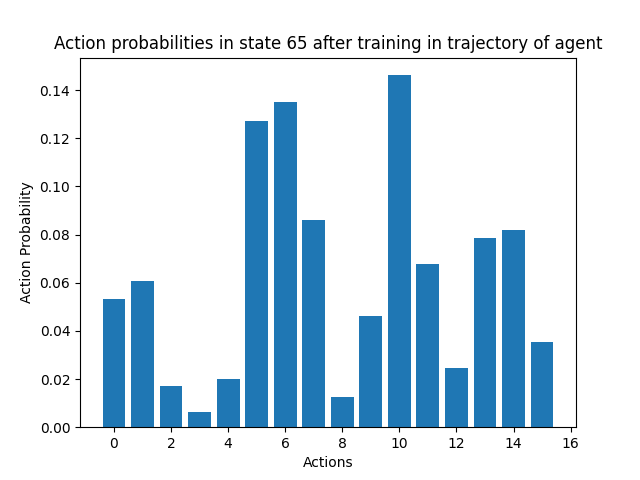 Action probabilities in state 65 after training in trajectory of agent
0.14
0.12
0.10
0.08
0.06
0.04
0.02
0.00
Action Probability
0 2 4 6 8 10 12 14 16
Actions